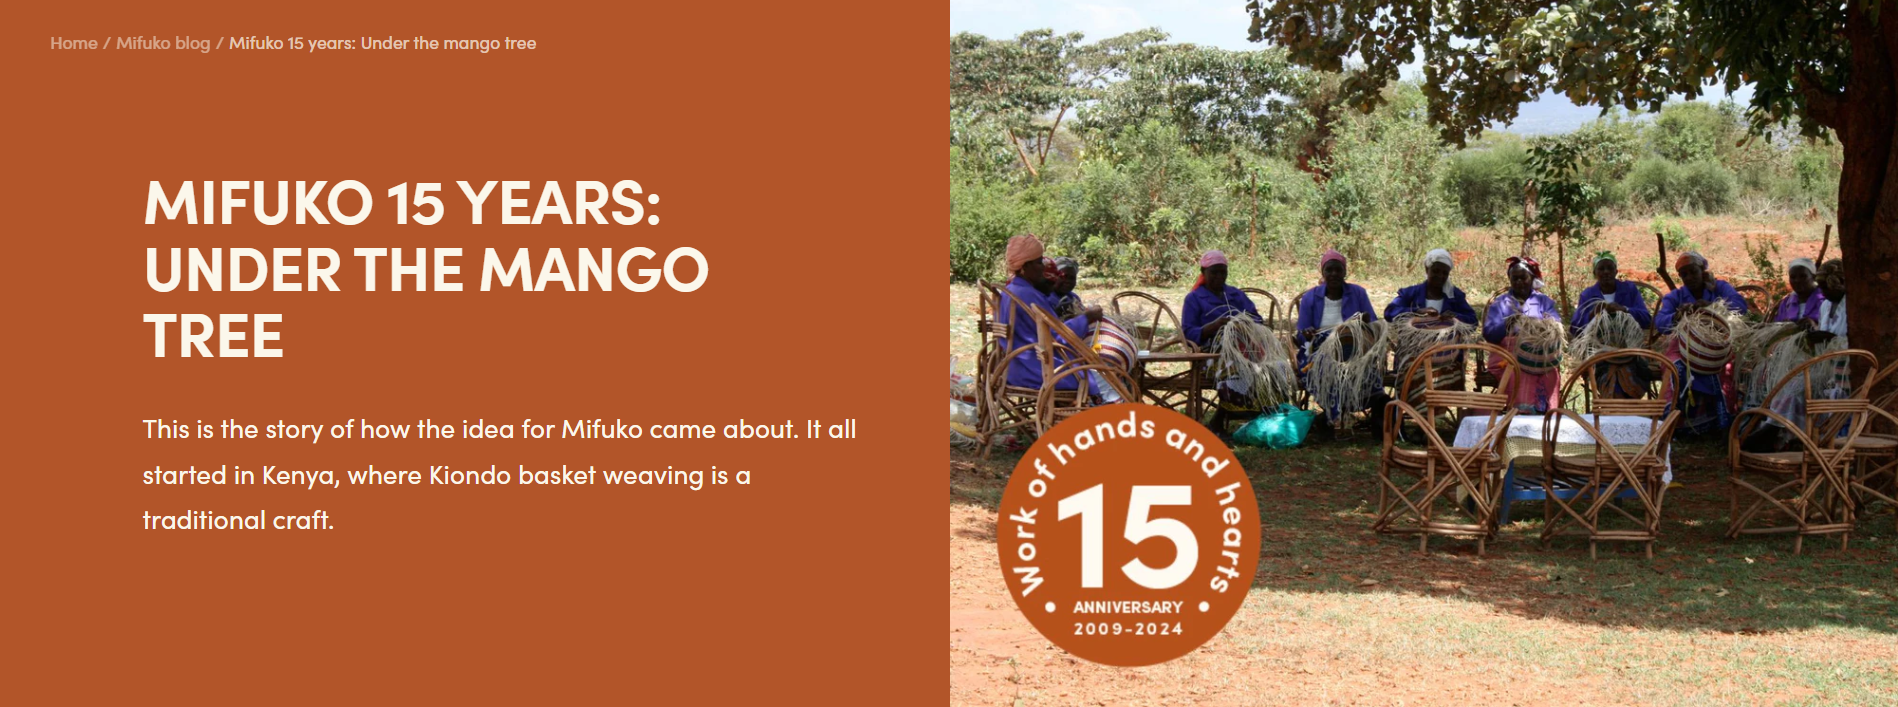 Home / Mifuko blog / Mifuko 15 years: Under the mango tree
MIFUKO 15 YEARS:
UNDER THE MANGO
TREE
This is the story of how the idea for Mifuko came about. It all
started in Kenya, where Kiondo basket weaving is a
traditional craft.
Work of hands and hearts
15
ANNIVERSARY
2009-2024